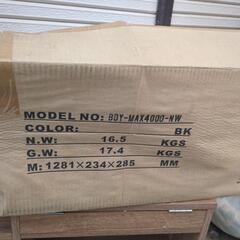 MODEL NO: BDY-MAX4000-NW
COLOR: BK
N.W: 16.5 KGS
G.W: 17.4 KGS
M: 1281×234×285 MM